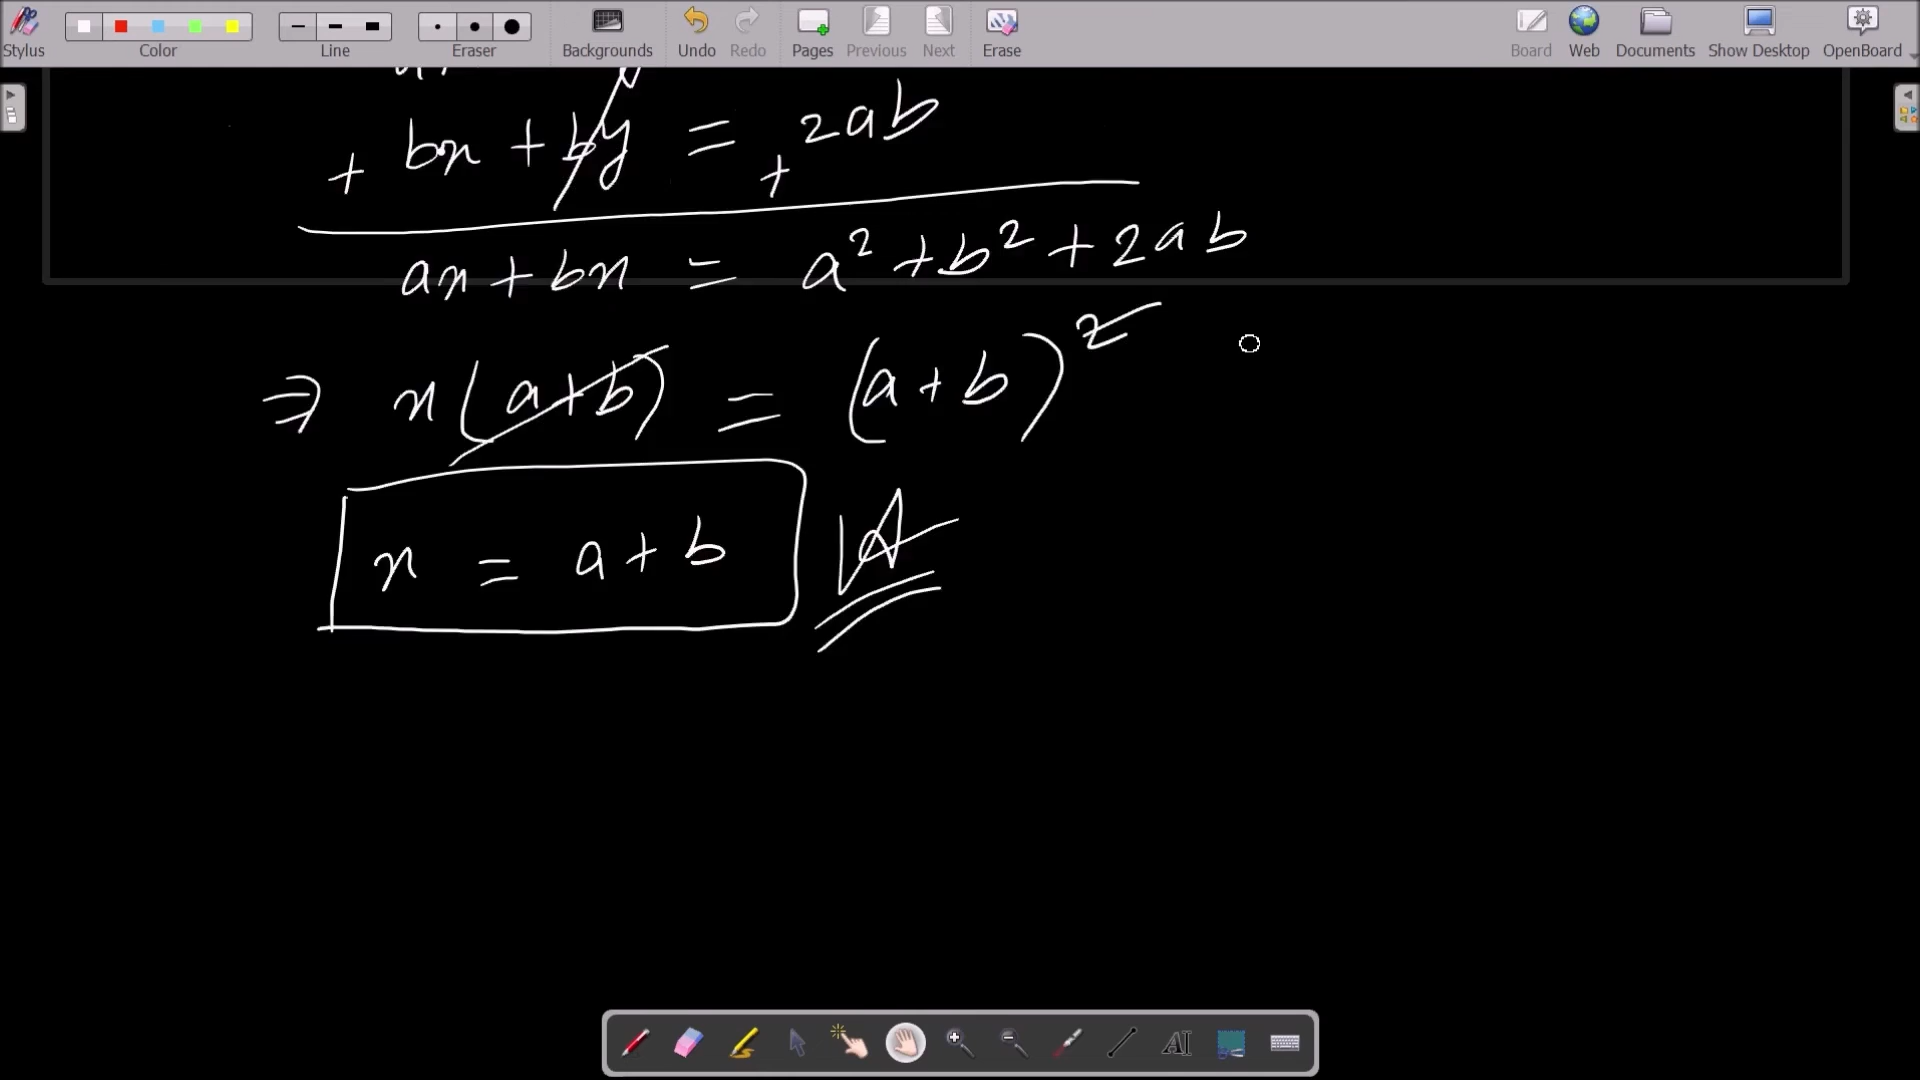 Stylus Color Line Eraser Backgrounds Undo Redo Pages Previous Next Erase Board Web Documents Show Desktop OpenBoard
+ bx + by = + 2ab
ax + bx = a² + b² + 2ab
⇒ x(a+b) = (a+b)²
x = a + b
AI